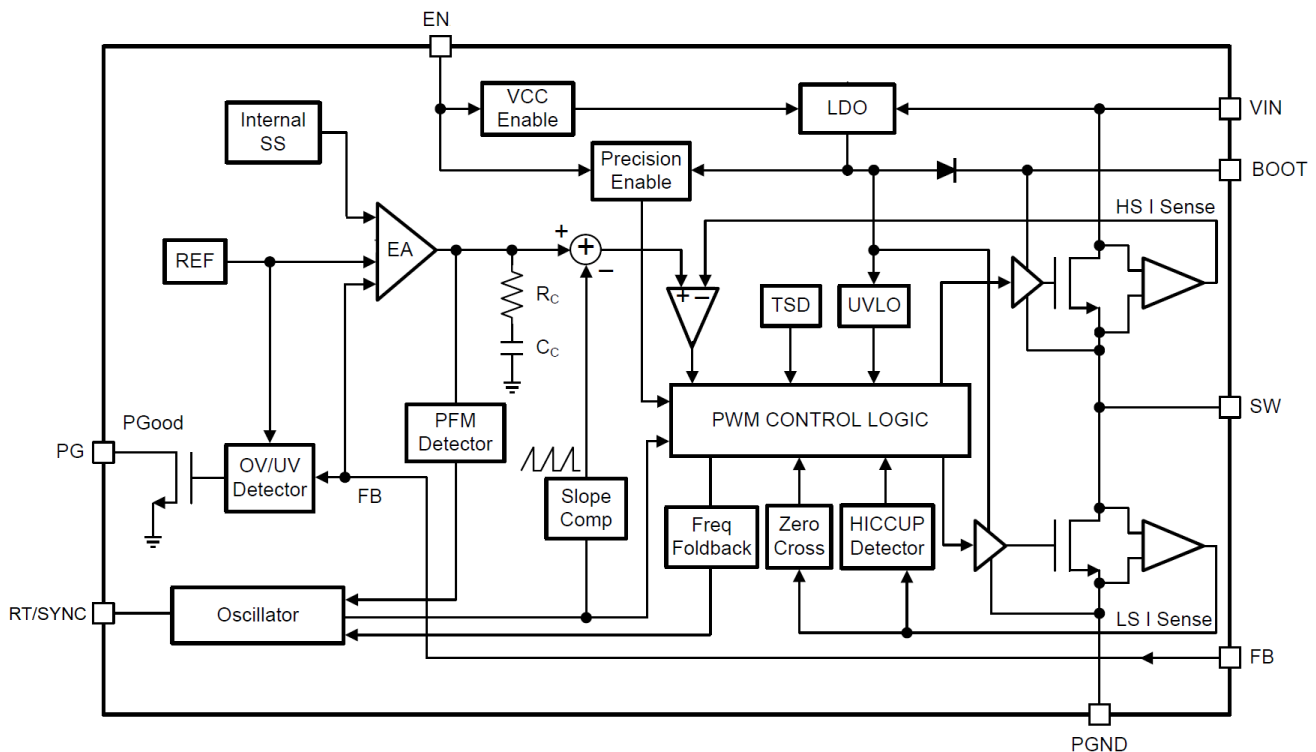 EN
VCC
Enable
LDO
VIN
Internal
SS
Precision
Enable
BOOT
HS I Sense
REF
EA
+
+
−
+
−
RC
CC
TSD
UVLO
PWM CONTROL LOGIC
SW
PGood
PG
OV/UV
Detector
FB
PFM
Detector
Slope
Comp
Freq
Foldback
Zero
Cross
HICCUP
Detector
RT/SYNC
Oscillator
LS I Sense
FB
PGND